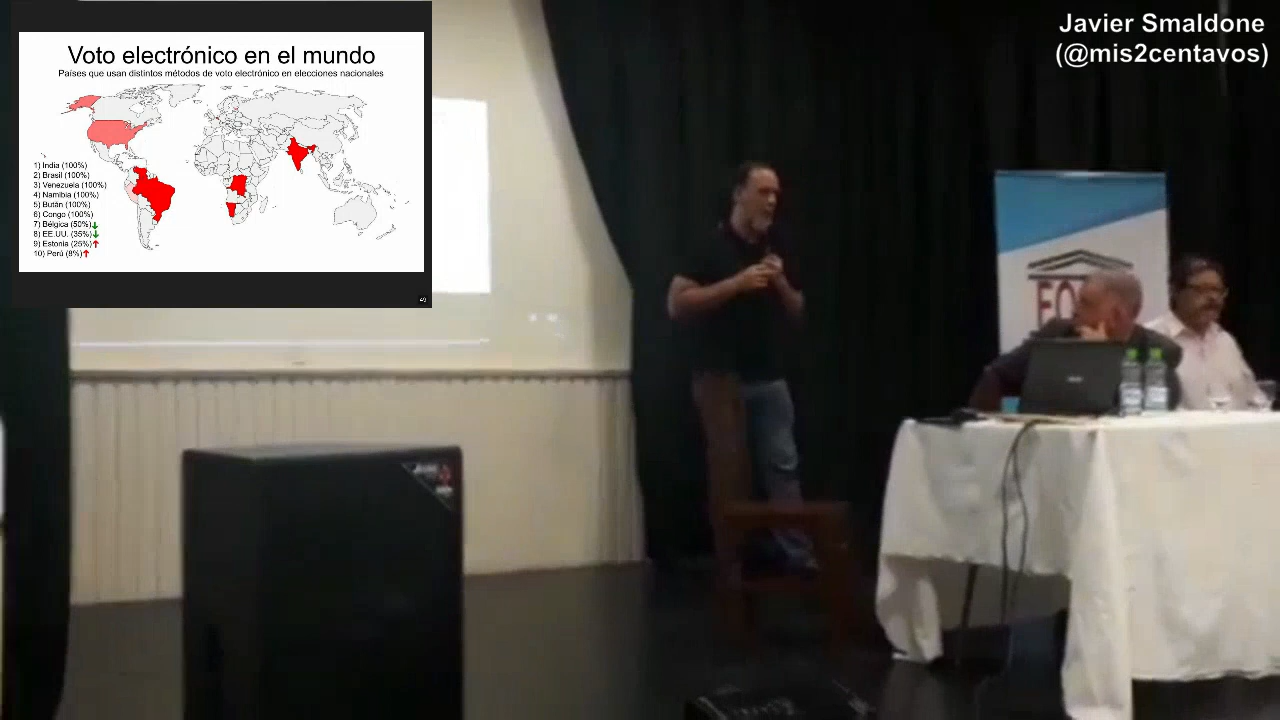 Voto electrónico en el mundo
Países que usan distintos métodos de voto electrónico en elecciones nacionales
1) India (100%)
2) Brasil (100%)
3) Venezuela (100%)
4) Namibia (100%)
5) Bután (100%)
6) Congo (100%)
7) Bélgica (50%)
8) EE.UU. (35%)
9) Estonia (25%)
10) Perú (8%)
49
Javier Smaldone
(@mis2centavos)